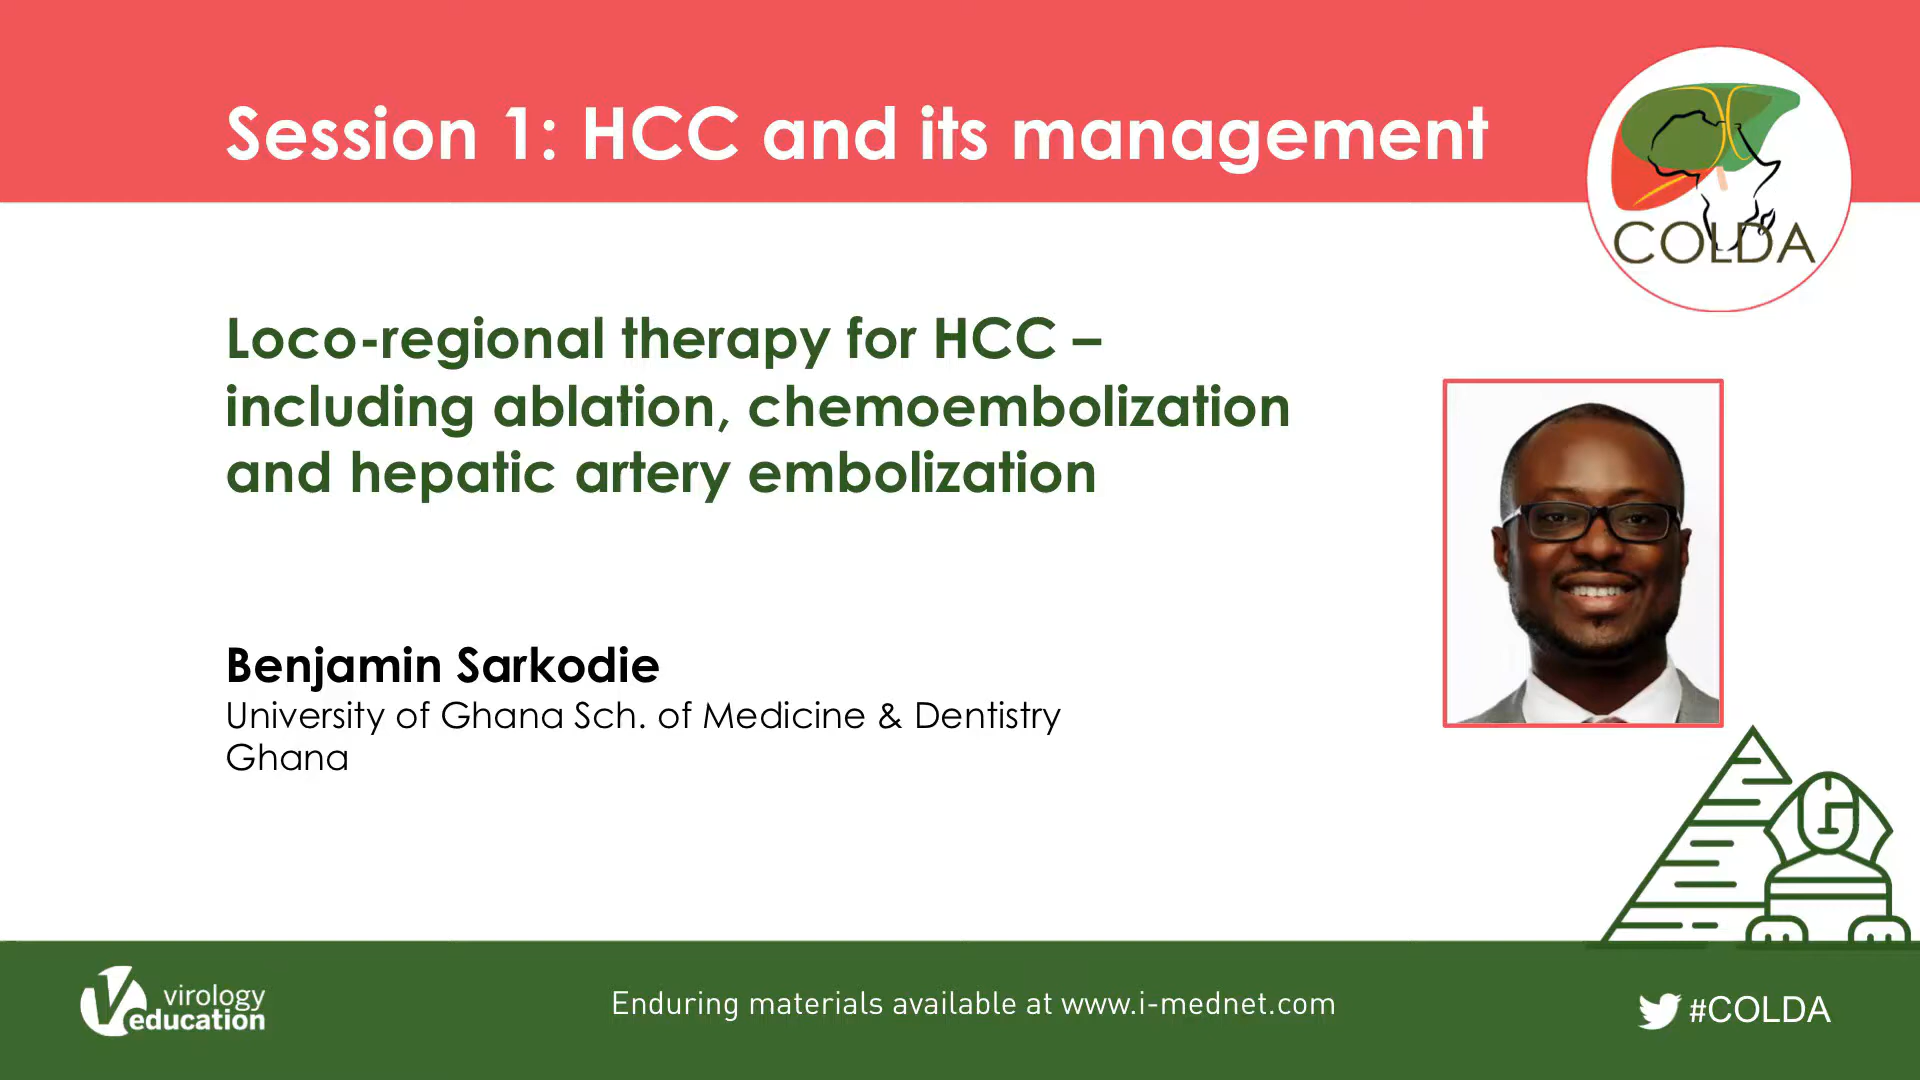 Session 1: HCC and its management
COLDA
Loco-regional therapy for HCC –
including ablation, chemoembolization
and hepatic artery embolization
Benjamin Sarkodie
University of Ghana Sch. of Medicine & Dentistry
Ghana
virology
education
Enduring materials available at www.i-mednet.com
#COLDA